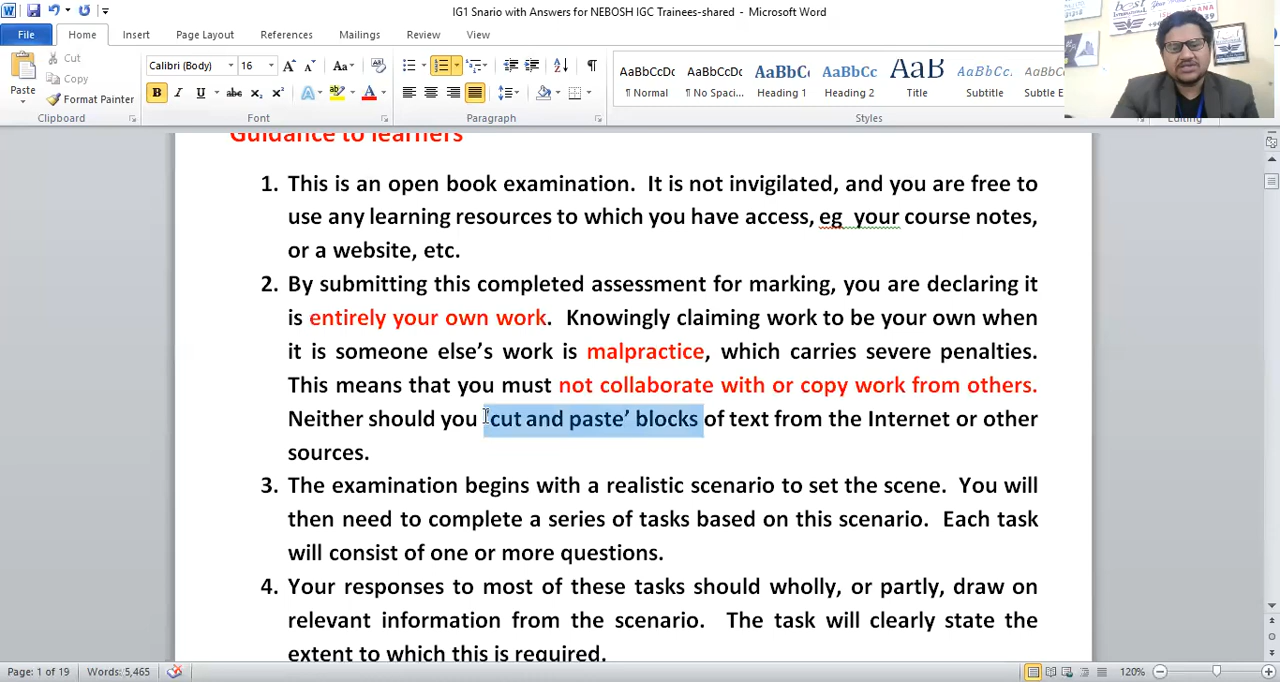 IG1 Snario with Answers for NEBOSH IGC Trainees-shared - Microsoft Word
File Home Insert Page Layout References Mailings Review View
Paste
Cut
Copy
Format Painter
Clipboard
Calibri (Body) 16
Font
Paragraph
AaBbCcDc AaBbCcDc AaBbCc AaBbCc AaB AaBbCc AaBbCc
¶ Normal ¶ No Spaci... Heading 1 Heading 2 Title Subtitle Subtle E
Styles
Editing
Guidance to learners
1. This is an open book examination. It is not invigilated, and you are free to
use any learning resources to which you have access, eg your course notes,
or a website, etc.
2. By submitting this completed assessment for marking, you are declaring it
is entirely your own work. Knowingly claiming work to be your own when
it is someone else’s work is malpractice, which carries severe penalties.
This means that you must not collaborate with or copy work from others.
Neither should you ‘cut and paste’ blocks of text from the Internet or other
sources.
3. The examination begins with a realistic scenario to set the scene. You will
then need to complete a series of tasks based on this scenario. Each task
will consist of one or more questions.
4. Your responses to most of these tasks should wholly, or partly, draw on
relevant information from the scenario. The task will clearly state the
extent to which this is required.
Page: 1 of 19 Words: 5,465 120%